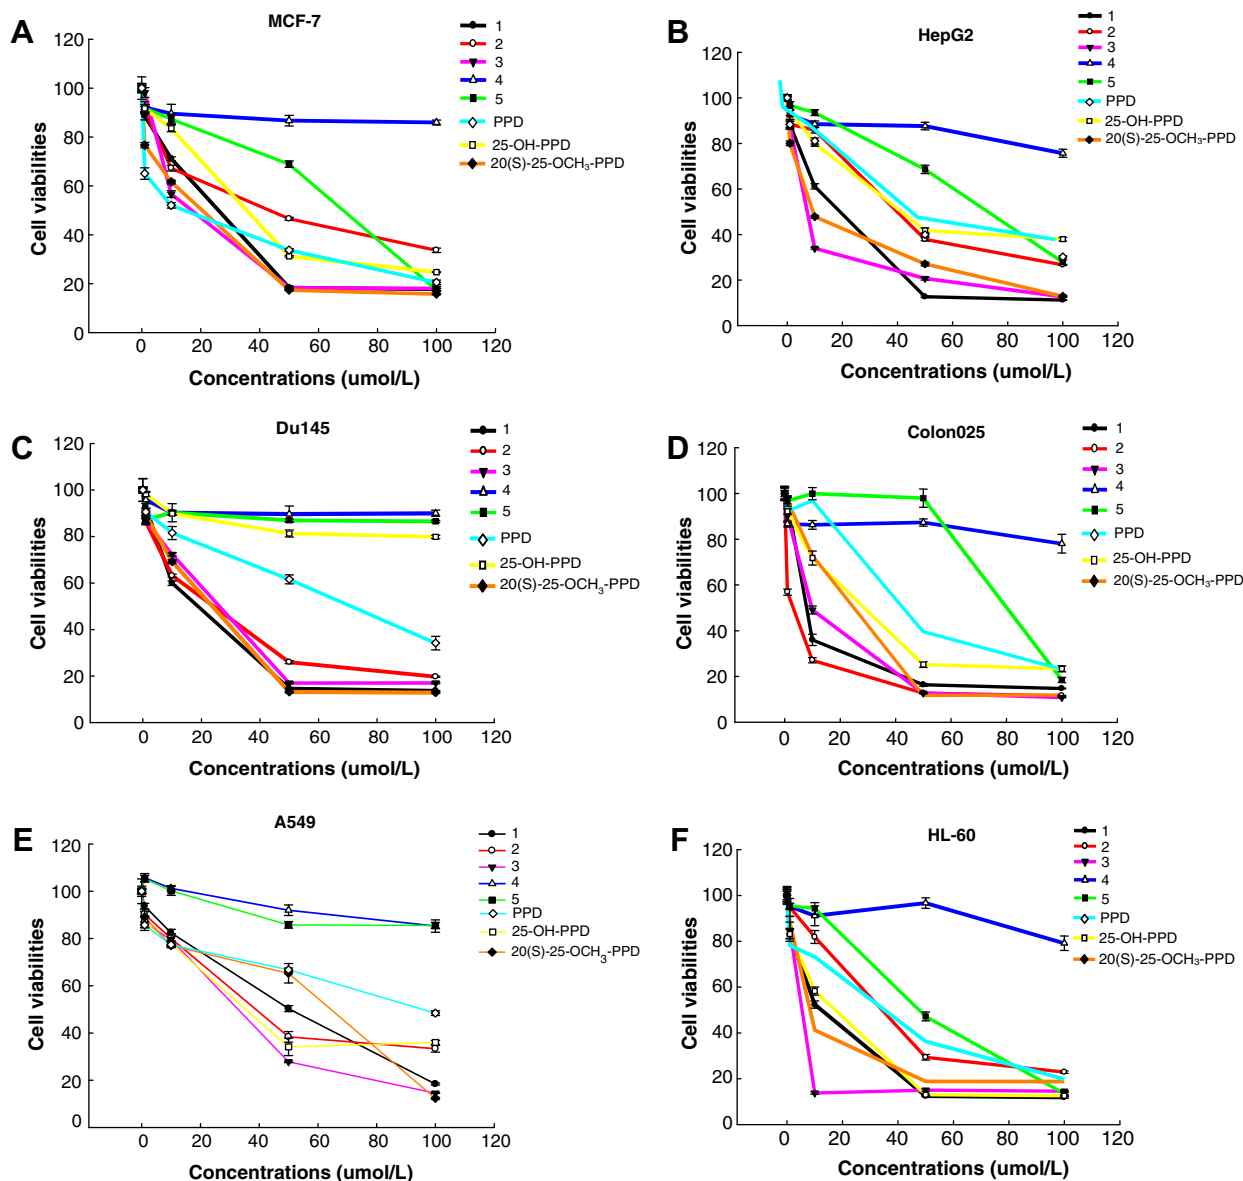 A
MCF-7
120
100
80
60
40
20
0
0 20 40 60 80 100 120
Cell viabilities
Concentrations (umol/L)
1
2
3
4
5
PPD
25-OH-PPD
20(S)-25-OCH₃-PPD
B
HepG2
120
100
80
60
40
20
0
0 20 40 60 80 100 120
Cell viabilities
Concentrations (umol/L)
1
2
3
4
5
PPD
25-OH-PPD
20(S)-25-OCH₃-PPD
C
Du145
120
100
80
60
40
20
0
0 20 40 60 80 100 120
Cell viabilities
Concentrations (umol/L)
1
2
3
4
5
PPD
25-OH-PPD
20(S)-25-OCH₃-PPD
D
Colon025
120
100
80
60
40
20
0
0 20 40 60 80 100 120
Cell viabilities
Concentrations (umol/L)
1
2
3
4
5
PPD
25-OH-PPD
20(S)-25-OCH₃-PPD
E
A549
120
100
80
60
40
20
0
0 20 40 60 80 100 120
Cell viabilities
Concentrations (umol/L)
1
2
3
4
5
PPD
25-OH-PPD
20(S)-25-OCH₃-PPD
F
HL-60
120
100
80
60
40
20
0
0 20 40 60 80 100 120
Cell viabilities
Concentrations (umol/L)
1
2
3
4
5
PPD
25-OH-PPD
20(S)-25-OCH₃-PPD